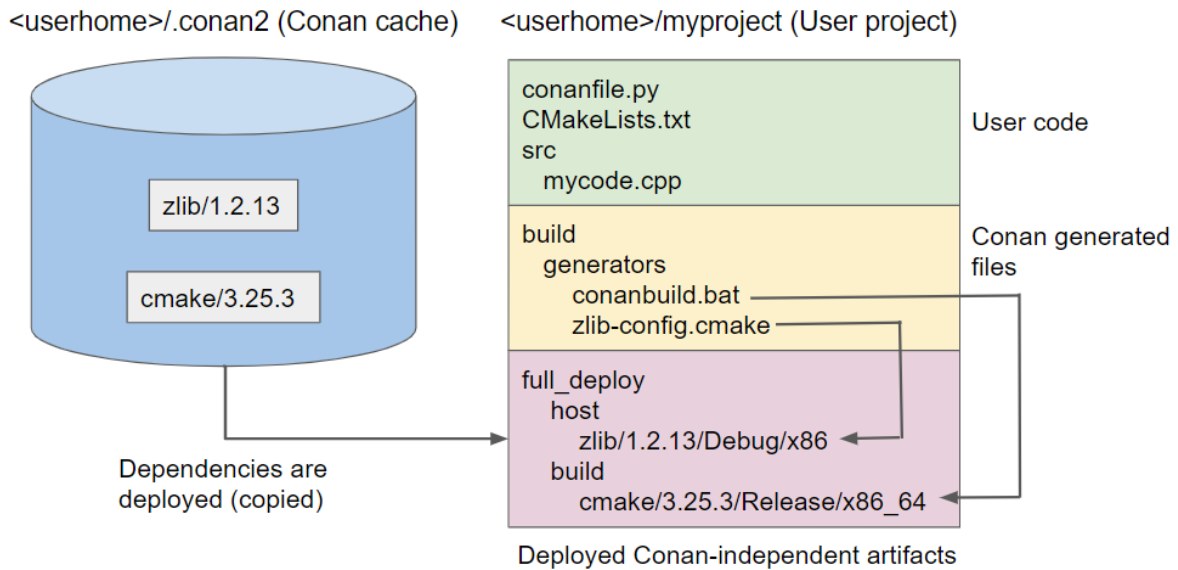 <userhome>/.conan2 (Conan cache)
<userhome>/myproject (User project)
zlib/1.2.13
cmake/3.25.3
Dependencies are
deployed (copied)
conanfile.py
CMakeLists.txt
src
mycode.cpp
User code
build
generators
conanbuild.bat
zlib-config.cmake
Conan generated
files
full_deploy
host
zlib/1.2.13/Debug/x86
build
cmake/3.25.3/Release/x86_64
Deployed Conan-independent artifacts